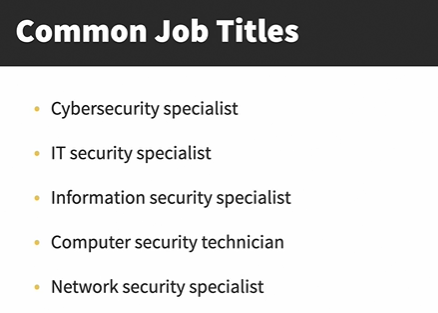 Common Job Titles
• Cybersecurity specialist
• IT security specialist
• Information security specialist
• Computer security technician
• Network security specialist